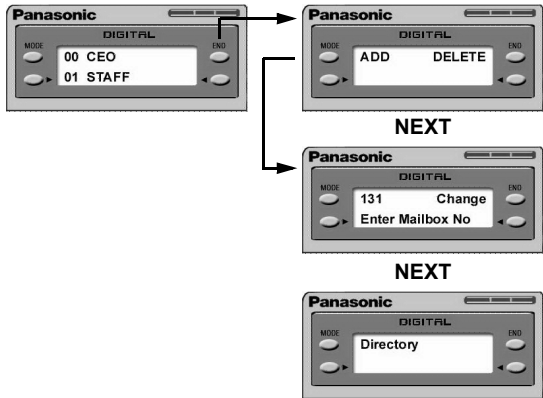 Panasonic
DIGITAL
MODE
END
00 CEO
01 STAFF
Panasonic
DIGITAL
MODE
END
ADD DELETE
NEXT
Panasonic
DIGITAL
MODE
END
131 Change
Enter Mailbox No
NEXT
Panasonic
DIGITAL
MODE
END
Directory